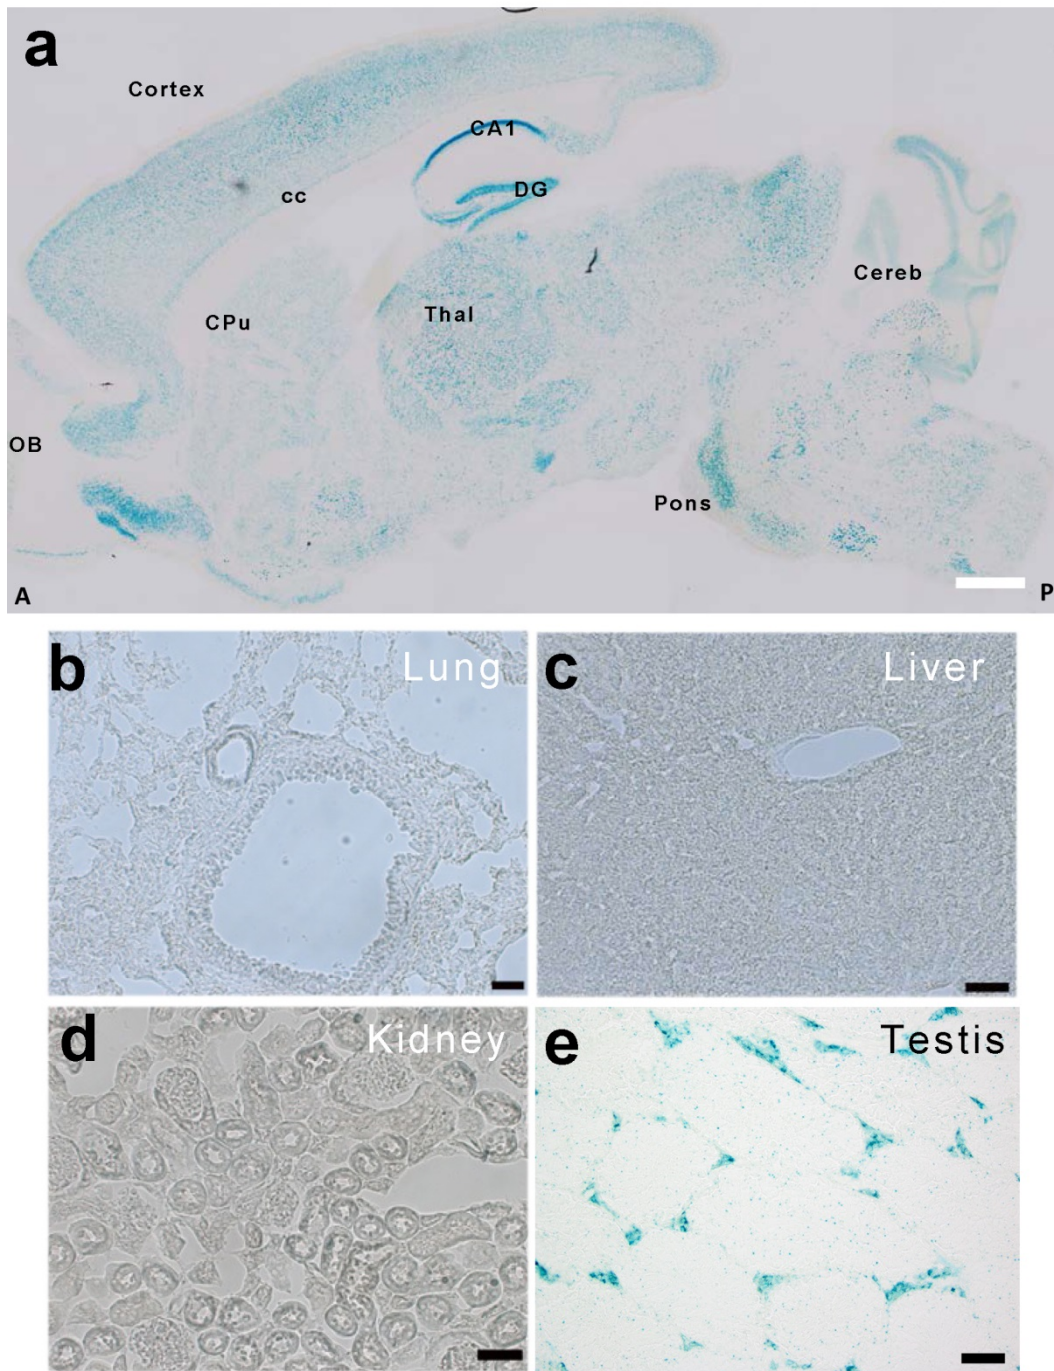 a
Cortex
CA1
cc
DG
Cereb
CPu
Thal
OB
Pons
A
P
b
Lung
c
Liver
d
Kidney
e
Testis